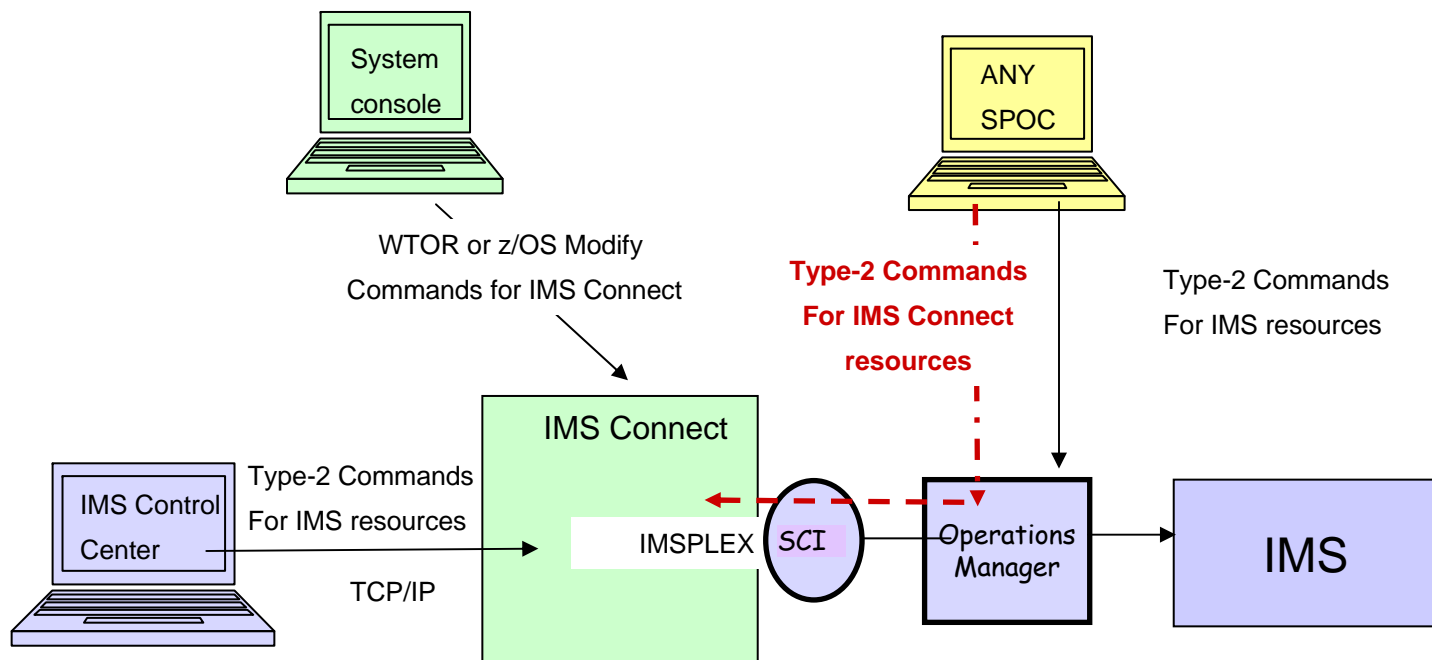 System
console
ANY
SPOC
WTOR or z/OS Modify
Commands for IMS Connect
Type-2 Commands
For IMS Connect
resources
Type-2 Commands
For IMS resources
IMS Connect
IMS Control
Center
Type-2 Commands
For IMS resources
TCP/IP
IMSPLEX
SCI
Operations
Manager
IMS